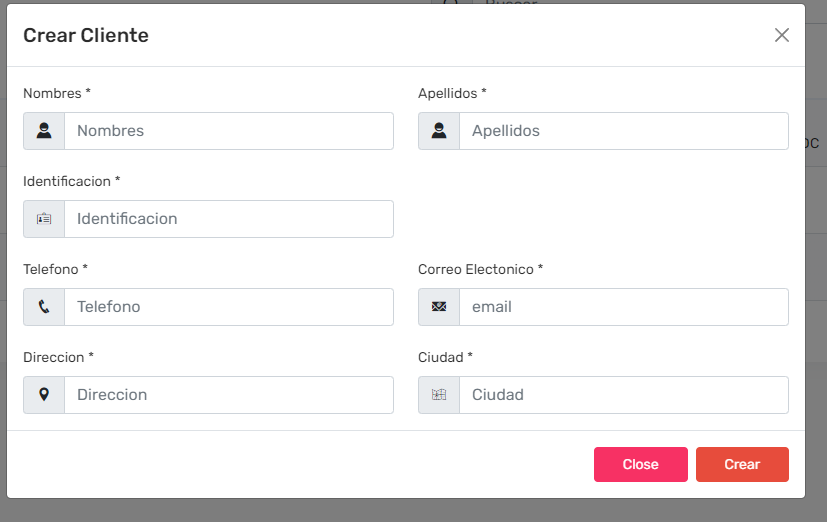 Buscar
Crear Cliente
Nombres *
Apellidos *
Nombres
Apellidos
Identificacion *
Identificacion
Telefono *
Correo Electonico *
Telefono
email
Direccion *
Ciudad *
Direccion
Ciudad
Close
Crear